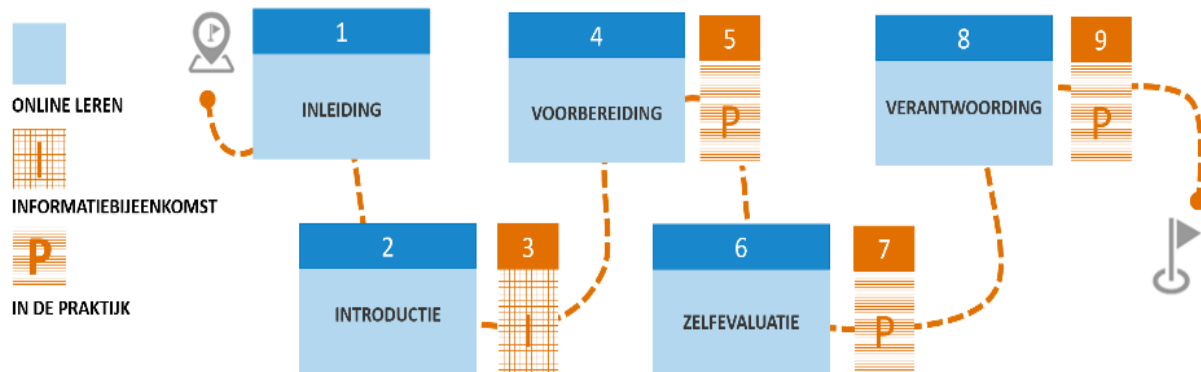 ONLINE LEREN
I
INFORMATIEBIJEENKOMST
P
IN DE PRAKTIJK
1
INLEIDING
2
INTRODUCTIE
3
I
4
VOORBEREIDING
5
P
6
ZELFEVALUATIE
7
P
8
VERANTWOORDING
9
P